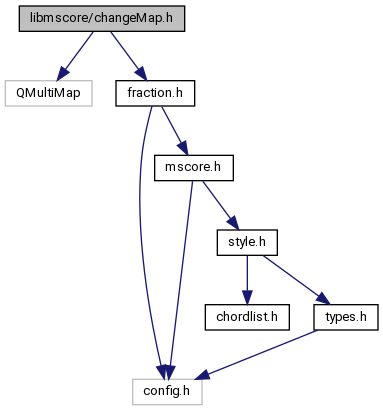 libmscore/changeMap.h
QMultiMap
fraction.h
mscore.h
style.h
chordlist.h
types.h
config.h